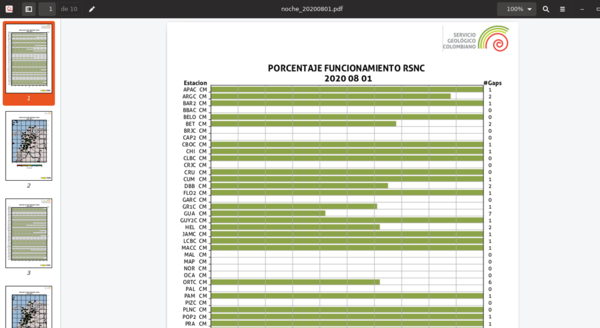 1 de 10 noche_20200801.pdf 100%
SERVICIO
GEOLÓGICO
COLOMBIANO
PORCENTAJE FUNCIONAMIENTO RSNC
2020 08 01
Estacion #Gaps
APAC CM 1
ARGC CM 2
BAR2 CM 1
BBAC CM 0
BELO CM 0
BET CM 2
BRJC CM 0
CAP2 CM 0
CBOC CM 1
CHI CM 1
CLBC CM 0
CRJC CM 0
CRU CM 0
CUM CM 1
DBB CM 2
FLO2 CM 1
GARC CM 0
GR1C CM 1
GUA CM 7
GUY2C CM 1
HEL CM 2
JAMC CM 1
LCBC CM 1
MACC CM 1
MAL CM 0
MAP CM 0
NOR CM 0
OCA CM 0
ORTC CM 6
PAL CM 0
PAM CM 1
PIZC CM 0
PLNC CM 0
POP2 CM 1
PRA CM 1
1
2
3